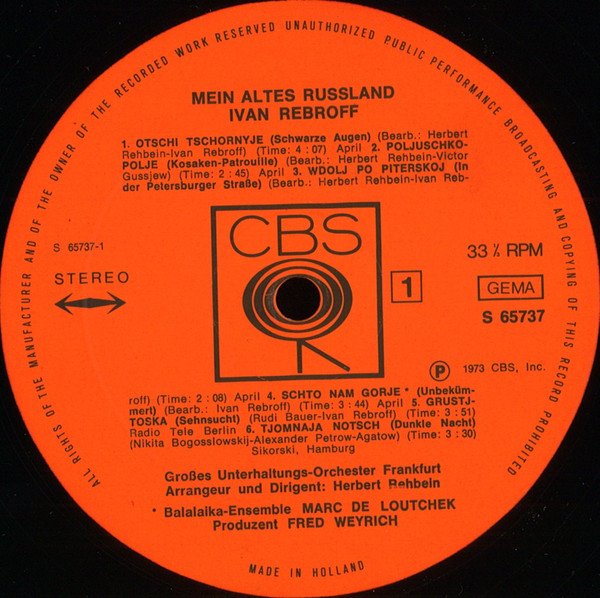 ALL RIGHTS OF THE MANUFACTURER AND OF THE OWNER OF THE RECORDED WORK RESERVED UNAUTHORIZED PUBLIC PERFORMANCE BROADCASTING AND COPYING OF THIS RECORD PROHIBITED
MEIN ALTES RUSSLAND
IVAN REBROFF
1. OTSCHI TSCHORNYJE (Schwarze Augen) (Bearb.: Herbert
Rehbein-Ivan Rebroff) (Time: 4:07) April 2. POLJUSCHKO-
POLJE (Kosaken-Patrouille) (Bearb.: Herbert Rehbein-Victor
Gussjew) (Time: 2:45) April 3. WDOLJ PO PITERSKOJ (In
der Petersburger Straße) (Bearb.: Herbert Rehbein-Ivan Reb-
S 65737-1
STEREO
CBS
1
33 ⅓ RPM
GEMA
S 65737
Ⓟ 1973 CBS, Inc.
roff) (Time: 2:08) April 4. SCHTO NAM GORJE * (Unbeküm-
mert) (Bearb.: Ivan Rebroff) (Time: 3:44) April 5. GRUSTJ-
TOSKA (Sehnsucht) (Rudi Bauer-Ivan Rebroff) (Time: 3:51)
Radio Tele Berlin 6. TJOMNAJA NOTSCH (Dunkle Nacht)
(Nikita Bogosslowskij-Alexander Petrow-Agatow) (Time: 3:30)
Sikorski, Hamburg
Großes Unterhaltungs-Orchester Frankfurt
Arrangeur und Dirigent: Herbert Rehbein
* Balalaika-Ensemble MARC DE LOUTCHEK
Produzent FRED WEYRICH
MADE IN HOLLAND